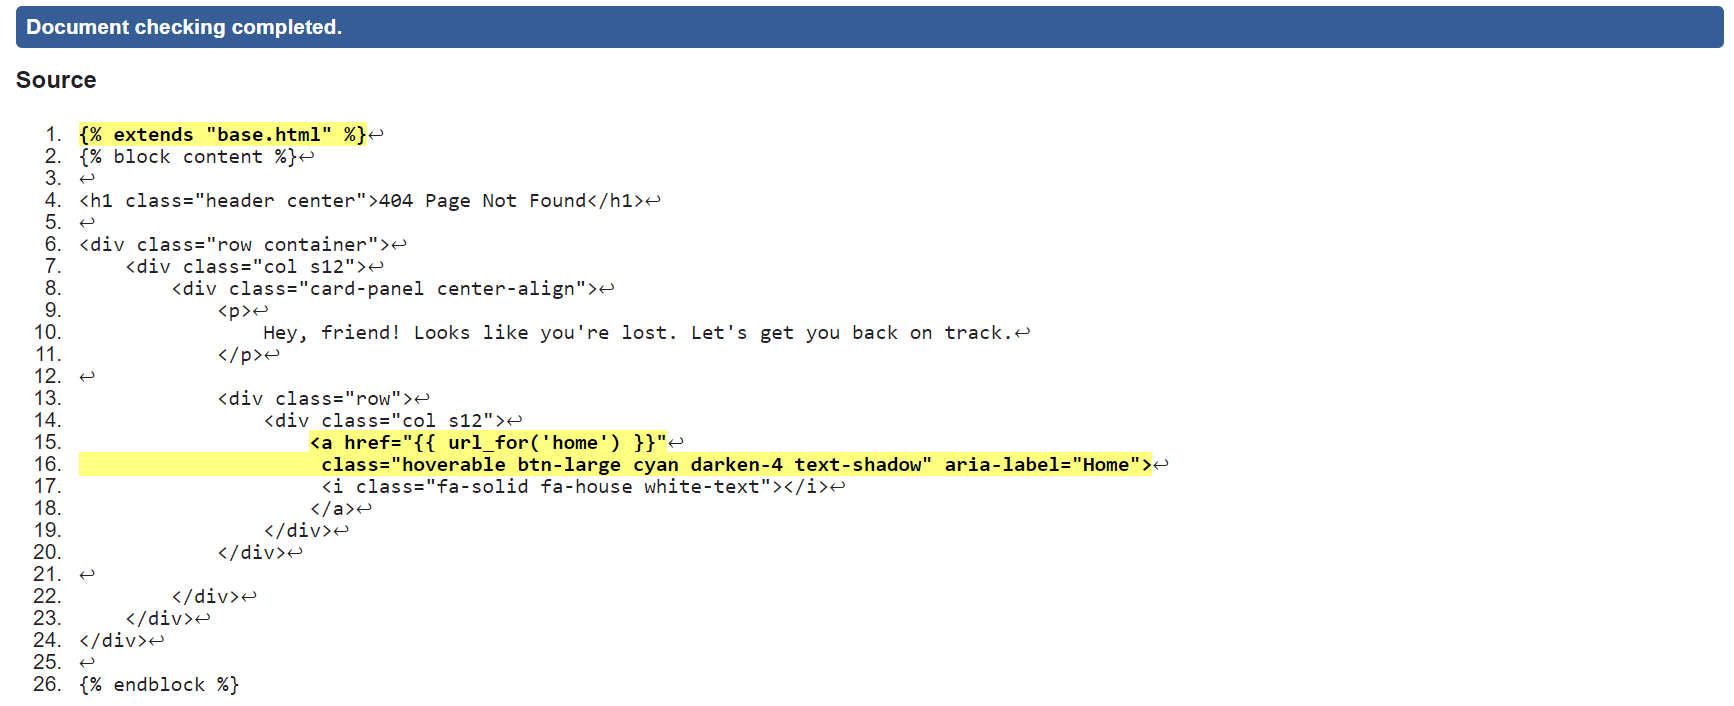 Document checking completed.
Source
1. {% extends "base.html" %}↩
2. {% block content %}↩
3. ↩
4. <h1 class="header center">404 Page Not Found</h1>↩
5. ↩
6. <div class="row container">↩
7.     <div class="col s12">↩
8.         <div class="card-panel center-align">↩
9.             <p>↩
10.                 Hey, friend! Looks like you're lost. Let's get you back on track.↩
11.             </p>↩
12. ↩
13.             <div class="row">↩
14.                 <div class="col s12">↩
15.                     <a href="{{ url_for('home') }}"↩
16.                      class="hoverable btn-large cyan darken-4 text-shadow" aria-label="Home">↩
17.                      <i class="fa-solid fa-house white-text"></i>↩
18.                     </a>↩
19.                 </div>↩
20.             </div>↩
21. ↩
22.         </div>↩
23.     </div>↩
24. </div>↩
25. ↩
26. {% endblock %}